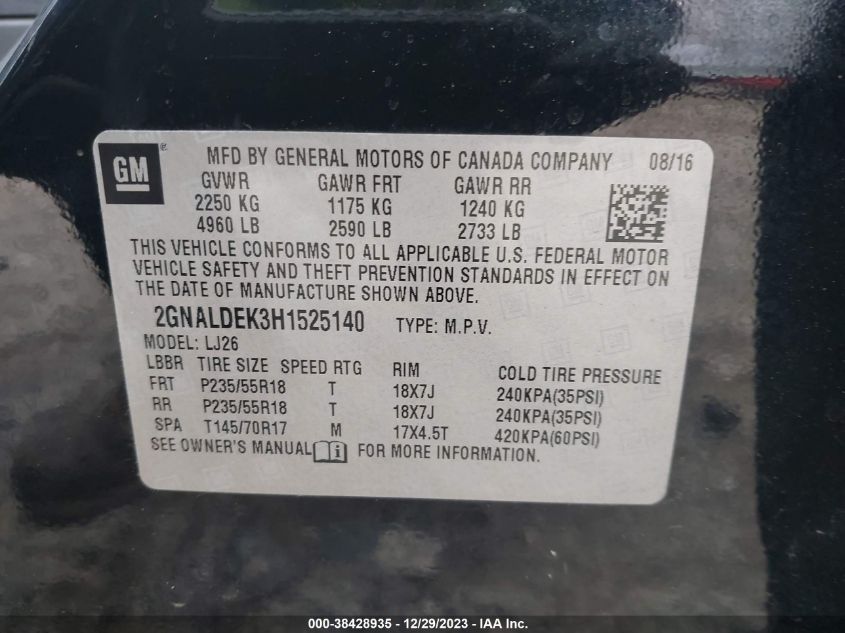 GM ® MFD BY GENERAL MOTORS OF CANADA COMPANY 08/16
GVWR GAWR FRT GAWR RR
2250 KG 1175 KG 1240 KG
4960 LB 2590 LB 2733 LB
THIS VEHICLE CONFORMS TO ALL APPLICABLE U.S. FEDERAL MOTOR
VEHICLE SAFETY AND THEFT PREVENTION STANDARDS IN EFFECT ON
THE DATE OF MANUFACTURE SHOWN ABOVE.
2GNALDEK3H1525140 TYPE: M.P.V.
MODEL: LJ26
LBBR TIRE SIZE SPEED RTG RIM COLD TIRE PRESSURE
FRT P235/55R18 T 18X7J 240KPA(35PSI)
RR P235/55R18 T 18X7J 240KPA(35PSI)
SPA T145/70R17 M 17X4.5T 420KPA(60PSI)
SEE OWNER'S MANUAL i FOR MORE INFORMATION.
000-38428935 - 12/29/2023 - IAA Inc.